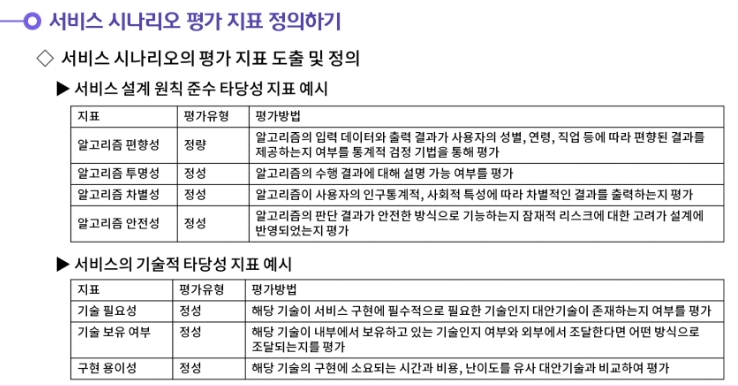 서비스 시나리오 평가 지표 정의하기
◇ 서비스 시나리오의 평가 지표 도출 및 정의
▶ 서비스 설계 원칙 준수 타당성 지표 예시
지표 평가유형 평가방법
알고리즘 편향성 정량 알고리즘의 입력 데이터와 출력 결과가 사용자의 성별, 연령, 직업 등에 따라 편향된 결과를
제공하는지 여부를 통계적 검정 기법을 통해 평가
알고리즘 투명성 정성 알고리즘의 수행 결과에 대해 설명 가능 여부를 평가
알고리즘 차별성 정성 알고리즘이 사용자의 인구통계적, 사회적 특성에 따라 차별적인 결과를 출력하는지 평가
알고리즘 안전성 정성 알고리즘의 판단 결과가 안전한 방식으로 기능하는지 잠재적 리스크에 대한 고려가 설계에
반영되었는지 평가
▶ 서비스의 기술적 타당성 지표 예시
지표 평가유형 평가방법
기술 필요성 정성 해당 기술이 서비스 구현에 필수적으로 필요한 기술인지 대안기술이 존재하는지 여부를 평가
기술 보유 여부 정성 해당 기술이 내부에서 보유하고 있는 기술인지 여부와 외부에서 조달한다면 어떤 방식으로
조달되는지를 평가
구현 용이성 정성 해당 기술의 구현에 소요되는 시간과 비용, 난이도를 유사 대안기술과 비교하여 평가